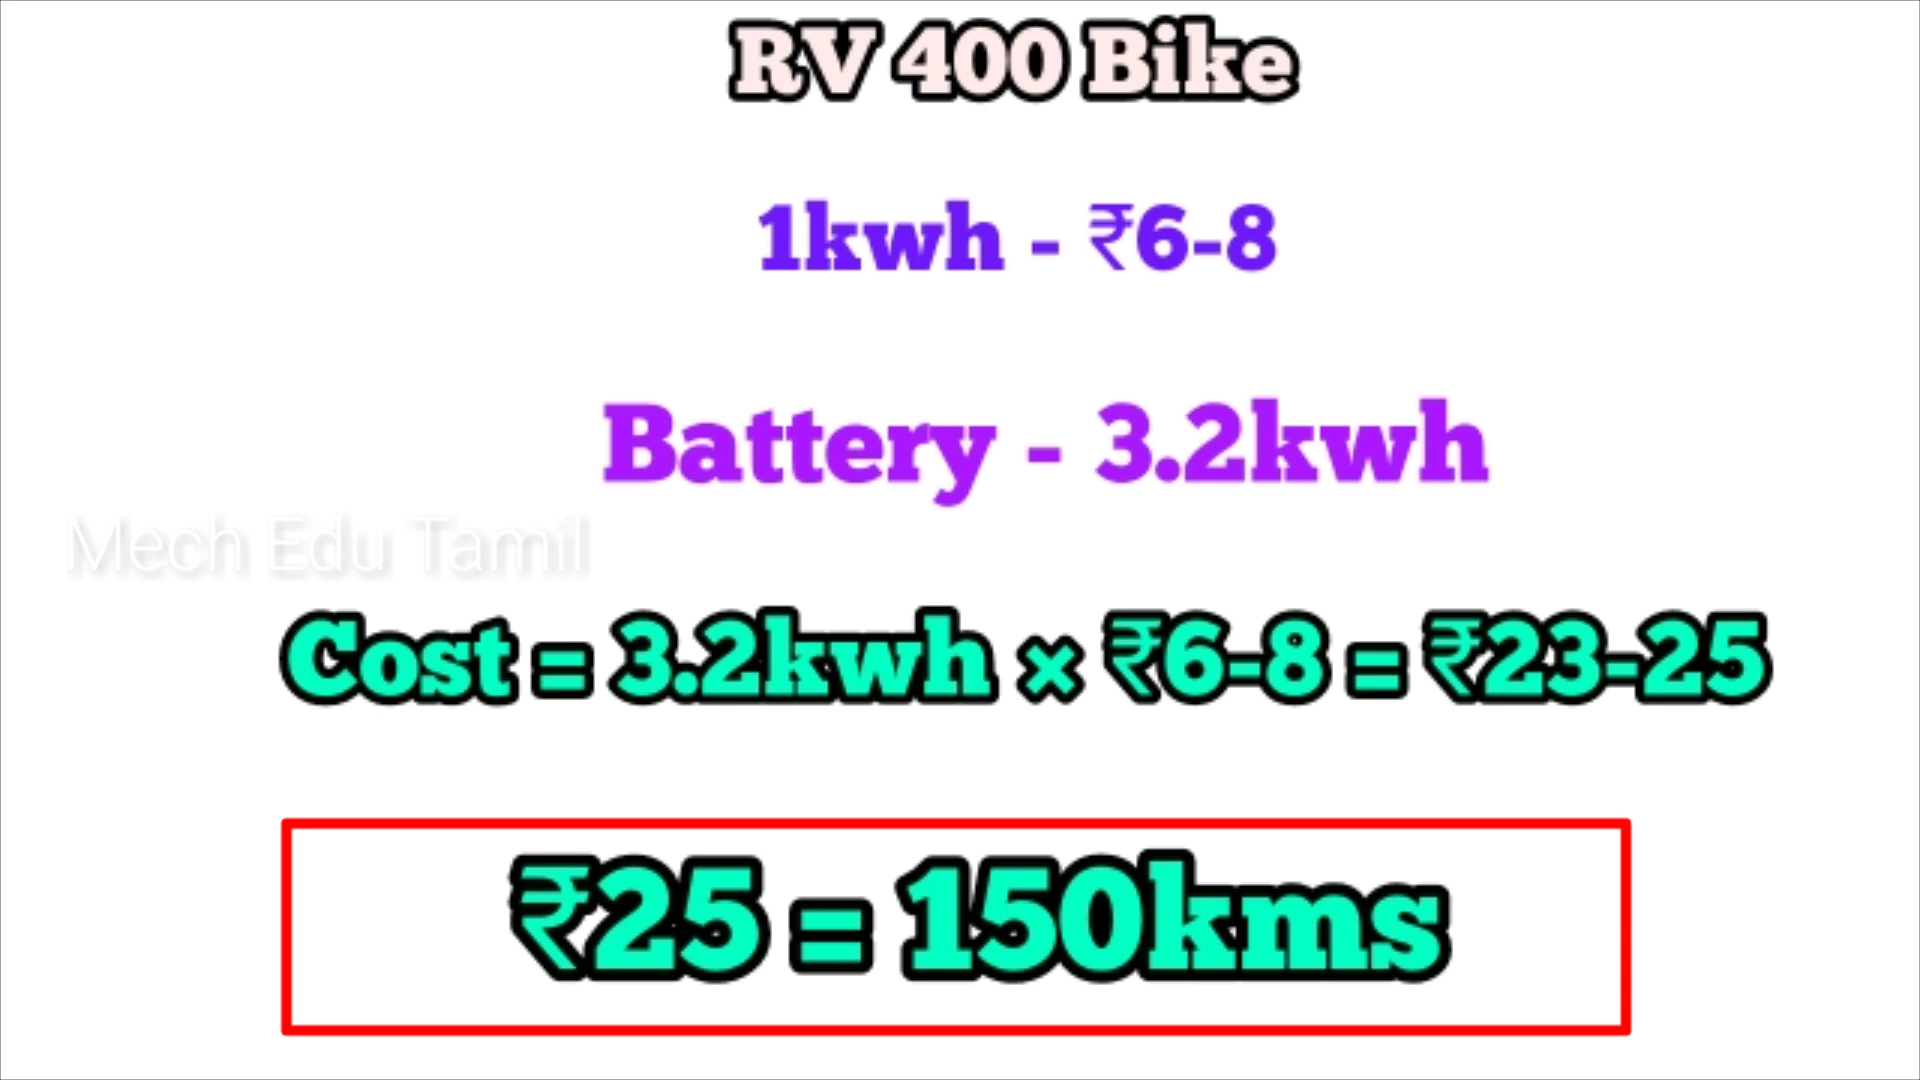 RV 400 Bike
1kwh - ₹6-8
Battery - 3.2kwh
Mech Edu Tamil
Cost = 3.2kwh × ₹6-8 = ₹23-25
₹25 = 150kms